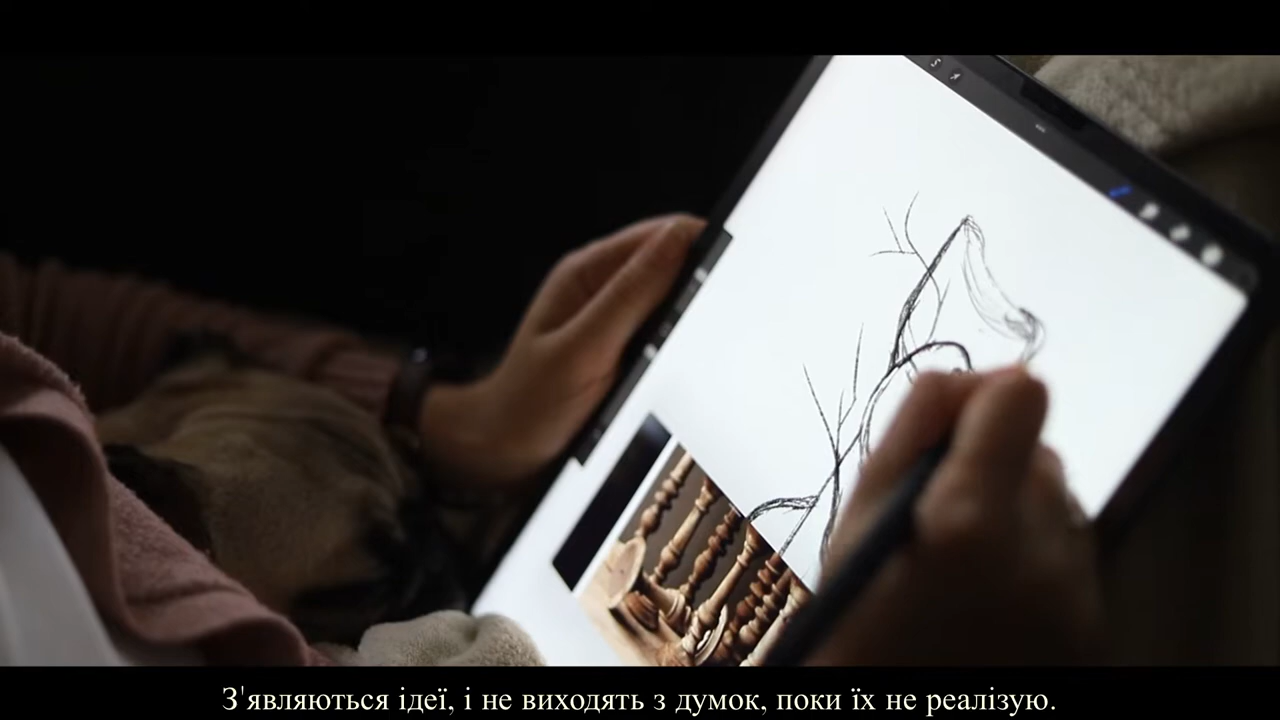 З'являються ідеї, і не виходять з думок, поки їх не реалізую.